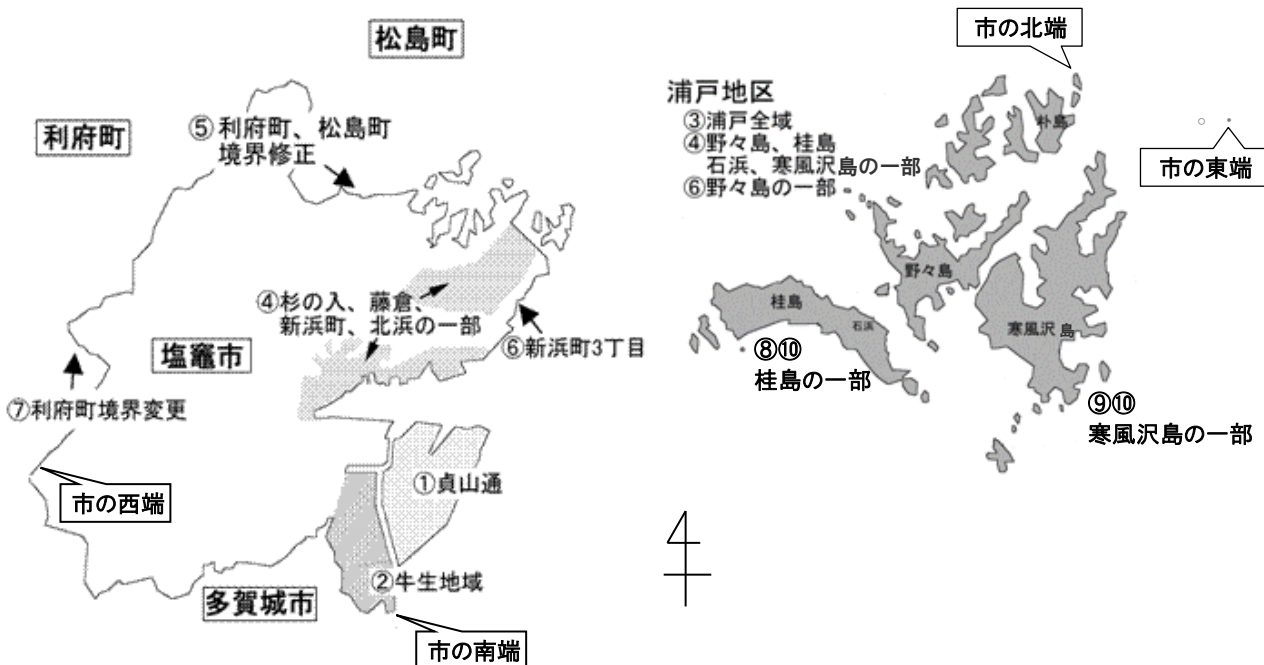 松島町
利府町
⑤利府町、松島町
境界修正
④杉の入、藤倉、
新浜町、北浜の一部
⑥新浜町3丁目
塩竈市
⑦利府町境界変更
市の西端
①貞山通
②牛生地域
多賀城市
市の南端
市の北端
浦戸地区
③浦戸全域
④野々島、桂島
石浜、寒風沢島の一部
⑥野々島の一部
朴島
市の東端
野々島
桂島
石浜
寒風沢島
⑧⑩
桂島の一部
⑨⑩
寒風沢島の一部